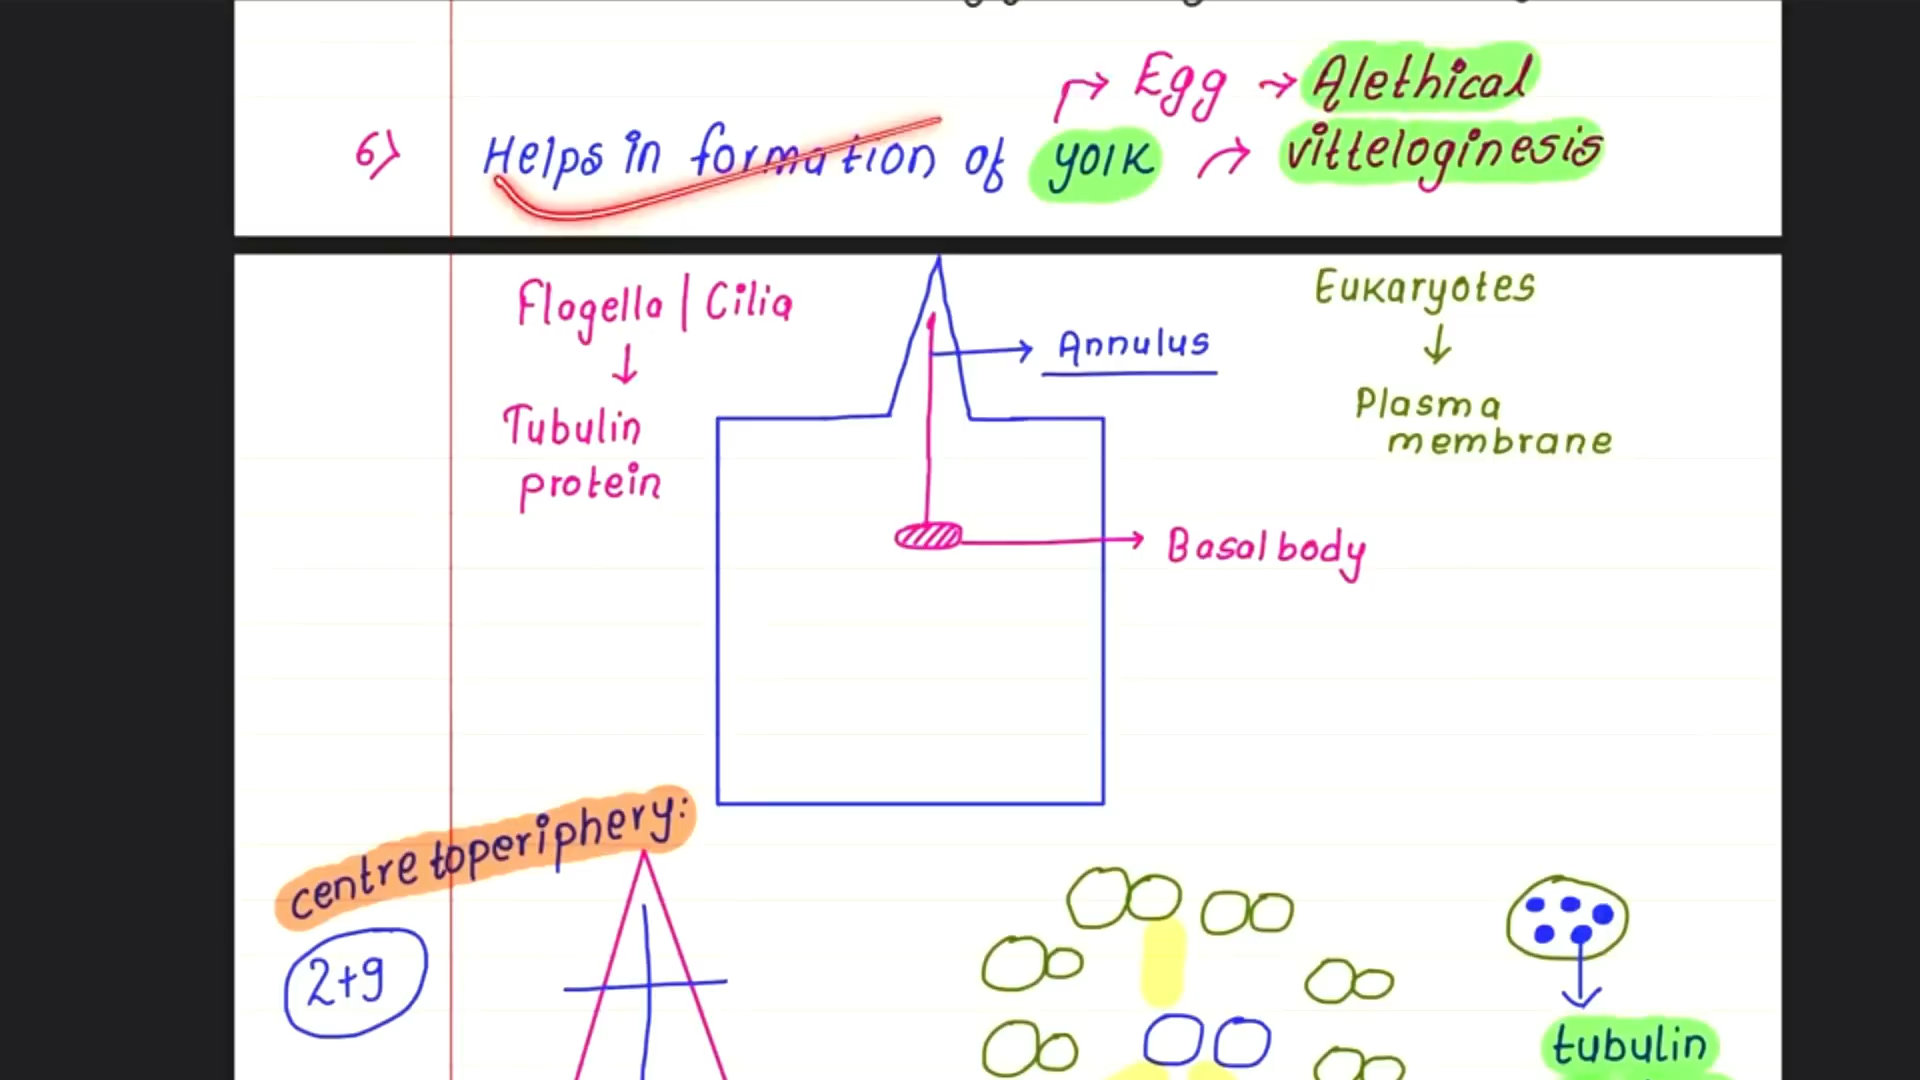 Egg → Alethical
6) Helps in formation of yolk vitteloginesis
Flagella | Cilia
Eukaryotes
Annulus
Plasma
membrane
Tubulin
protein
Basal body
centre to periphery:
2+9
tubulin